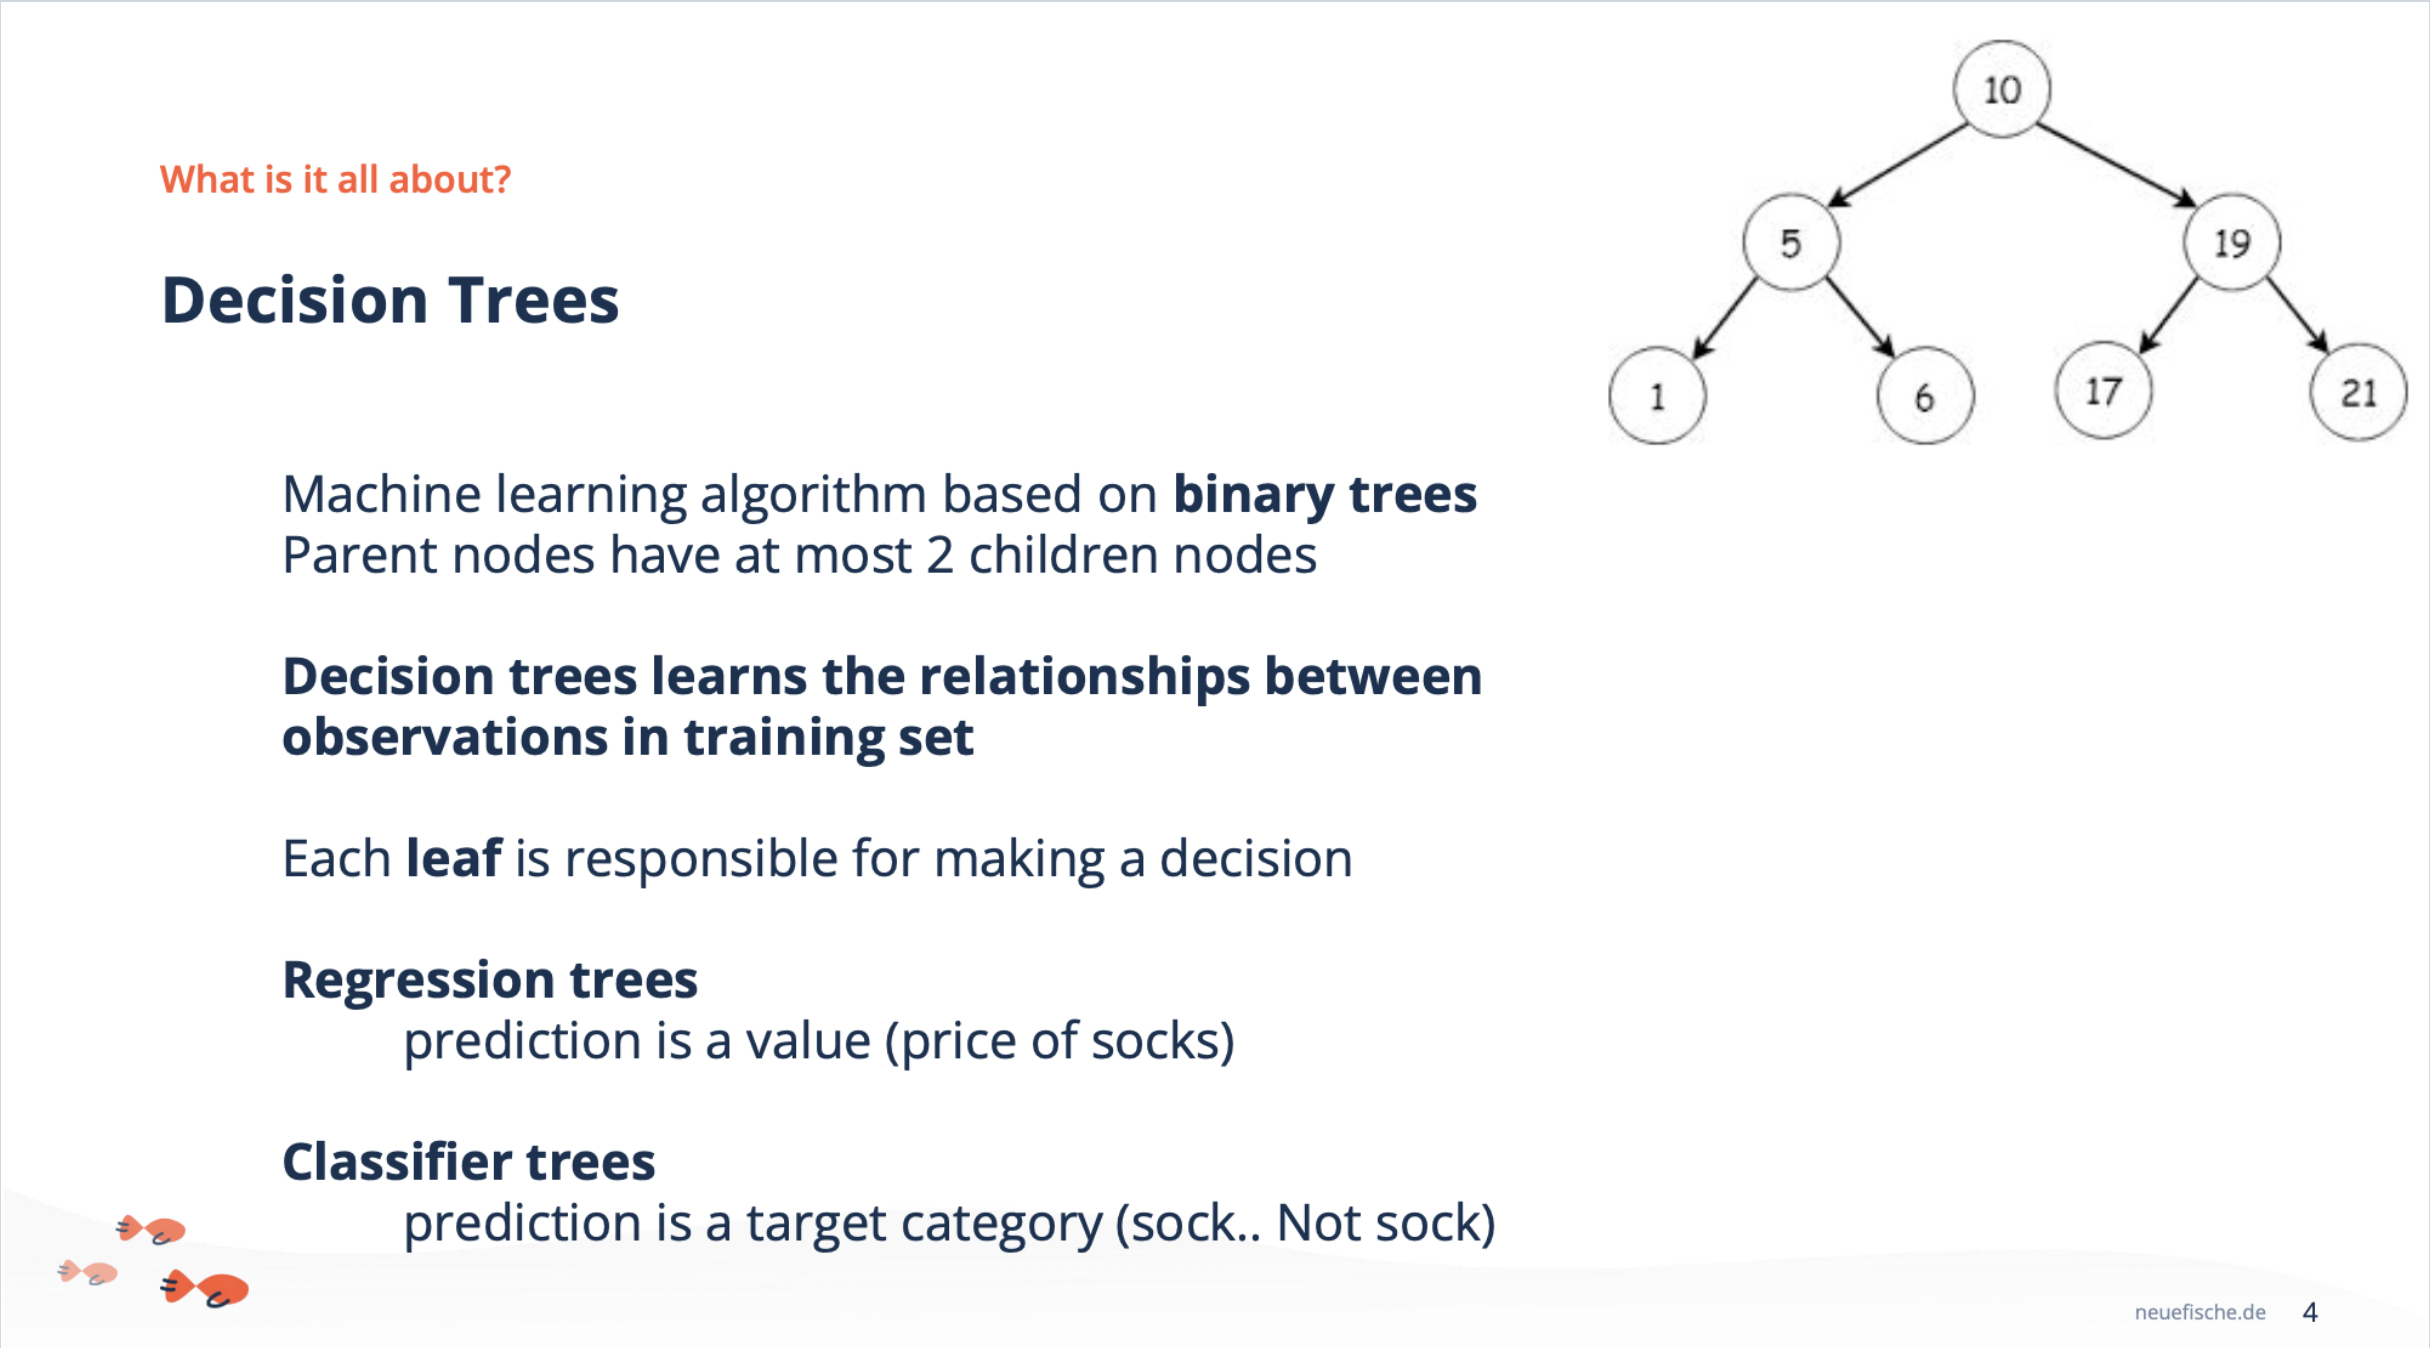 What is it all about?
Decision Trees
10
5
19
1
6
17
21
Machine learning algorithm based on binary trees
Parent nodes have at most 2 children nodes
Decision trees learns the relationships between
observations in training set
Each leaf is responsible for making a decision
Regression trees
prediction is a value (price of socks)
Classifier trees
prediction is a target category (sock.. Not sock)
neuefische.de
4